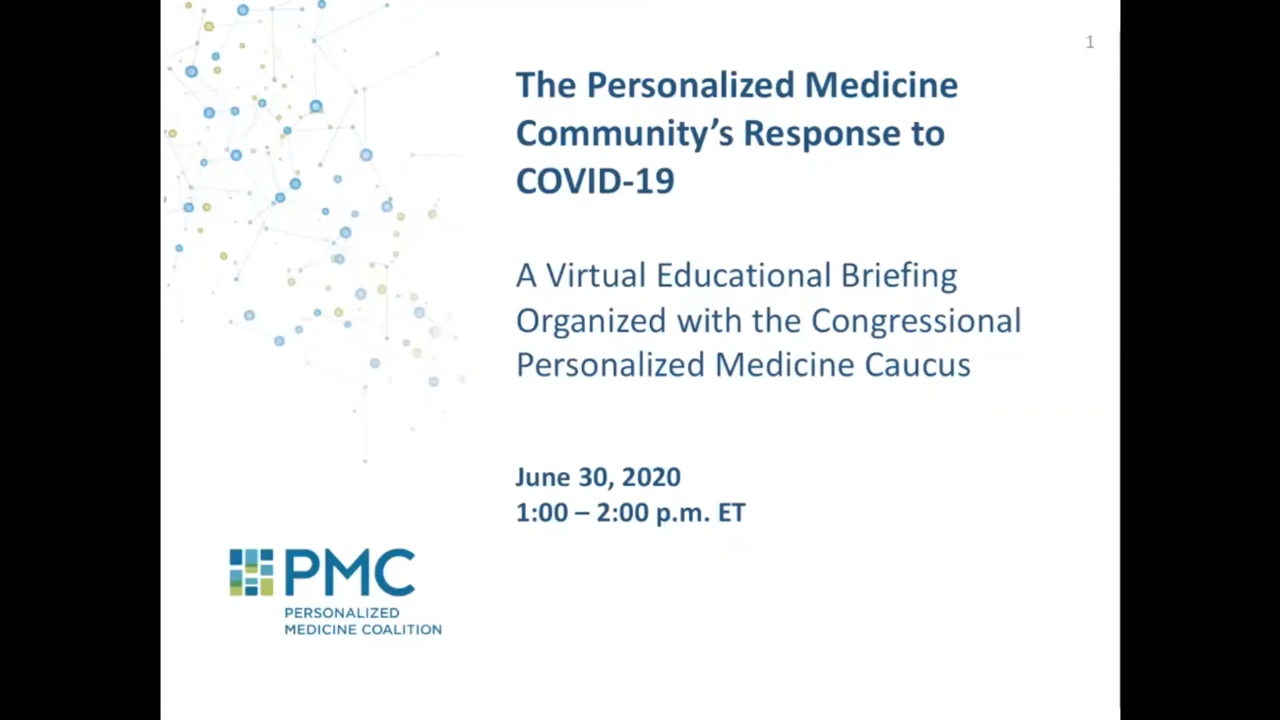 1
The Personalized Medicine
Community’s Response to
COVID-19
A Virtual Educational Briefing
Organized with the Congressional
Personalized Medicine Caucus
June 30, 2020
1:00 – 2:00 p.m. ET
PMC
PERSONALIZED
MEDICINE COALITION